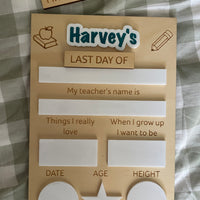 Harvey's
LAST DAY OF
My teacher's name is
Things I really love
When I grow up I want to be
DATE
AGE
HEIGHT